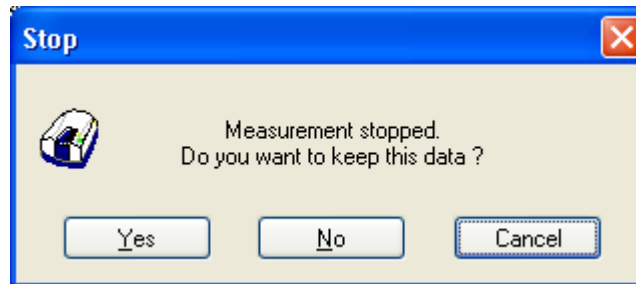 Stop
Measurement stopped.
Do you want to keep this data ?
Yes
No
Cancel